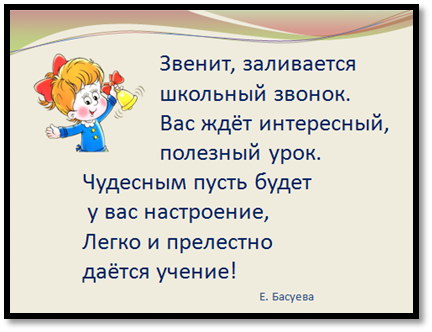 Звенит, заливается
школьный звонок.
Вас ждёт интересный,
полезный урок.
Чудесным пусть будет
у вас настроение,
Легко и прелестно
даётся учение!
Е. Басуева